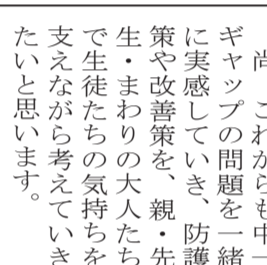 尚、これからも中
ギャップの問題を一緒
に実感していき、防護
策や改善策を、親・先
生・まわりの大人たち
で生徒たちの気持ちを
支えながら考えていき
たいと思います。